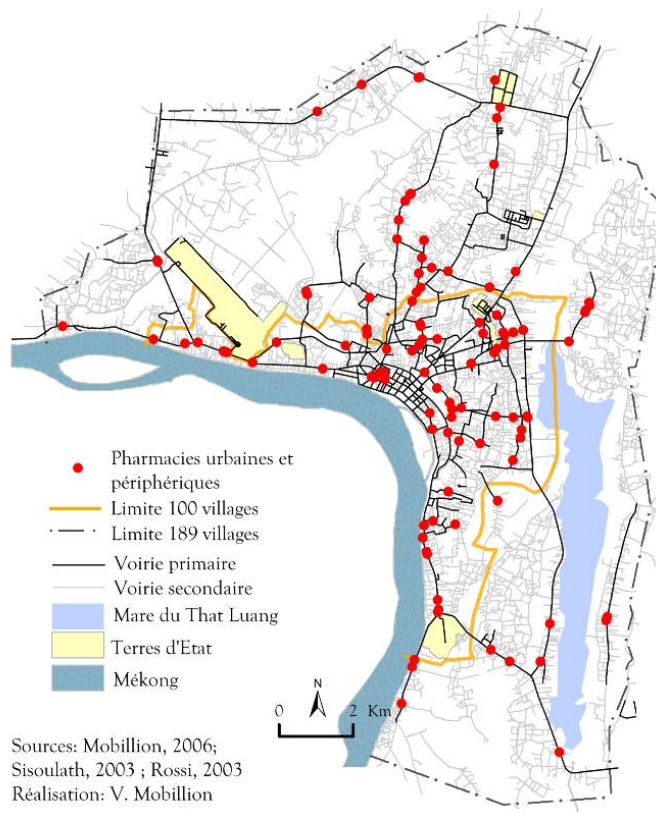 Pharmacies urbaines et
périphériques
Limite 100 villages
Limite 189 villages
Voirie primaire
Voirie secondaire
Mare du That Luang
Terres d'Etat
Mékong
N
0 2 Km
Sources: Mobillion, 2006;
Sisoulath, 2003 ; Rossi, 2003
Réalisation: V. Mobillion